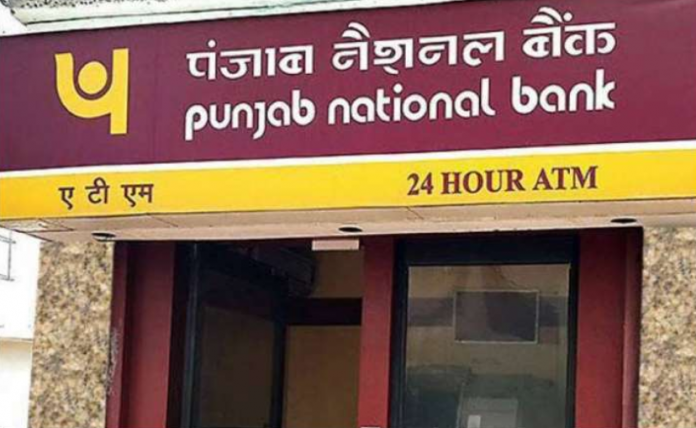 पंजाब नैशनल बैंक
punjab national bank
ए टी एम 24 HOUR ATM